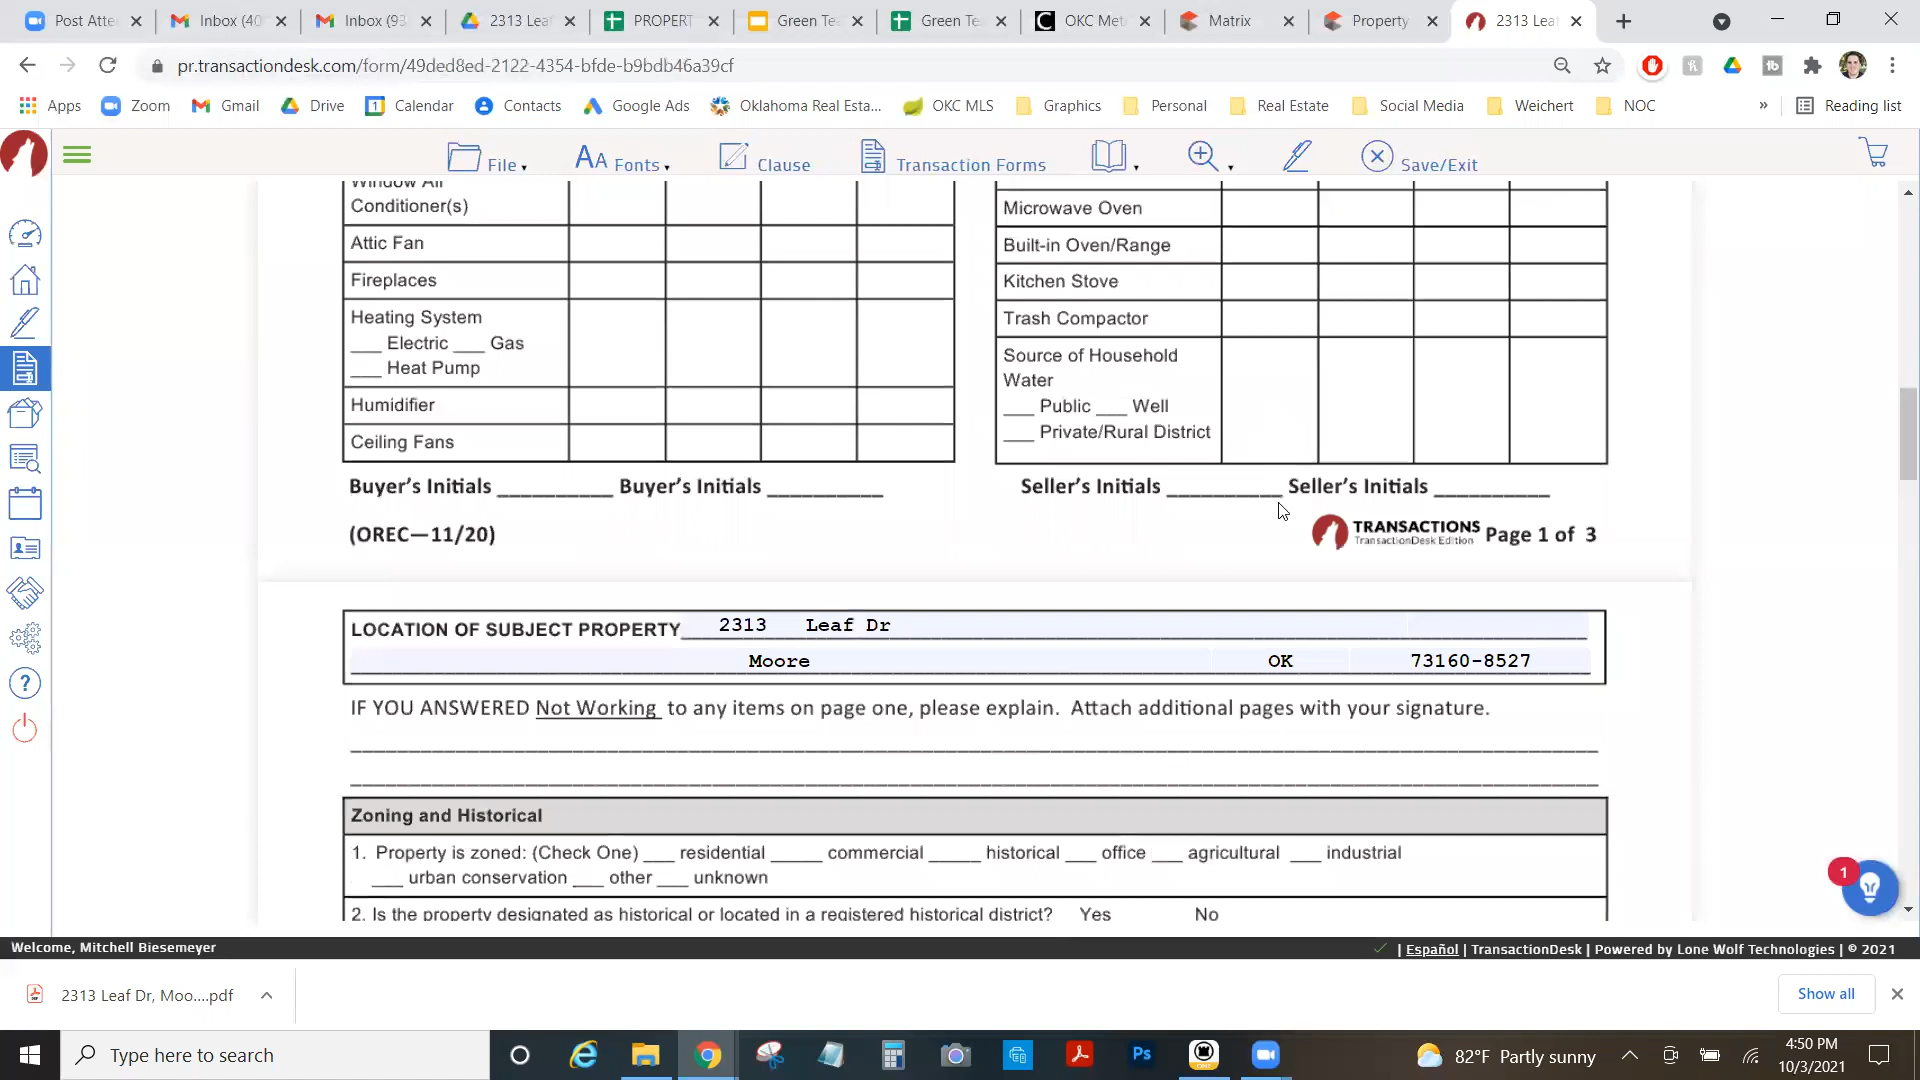 Post Atte
Inbox (40
Inbox (93
2313 Lea
PROPERT
Green Te
Green Te
OKC Met
Matrix
Property
2313 Leaf
pr.transactiondesk.com/form/49ded8ed-2122-4354-bfde-b9bdb46a39cf
Apps
Zoom
Gmail
Drive
Calendar
Contacts
Google Ads
Oklahoma Real Esta...
OKC MLS
Graphics
Personal
Real Estate
Social Media
Weichert
NOC
»
Reading list
File
Fonts
Clause
Transaction Forms
Save/Exit
Window Air
Conditioner(s)
Attic Fan
Fireplaces
Heating System
___ Electric ___ Gas
___ Heat Pump
Humidifier
Ceiling Fans
Microwave Oven
Built-in Oven/Range
Kitchen Stove
Trash Compactor
Source of Household
Water
___ Public ___ Well
___ Private/Rural District
Buyer's Initials __________ Buyer's Initials __________
Seller's Initials __________ Seller's Initials __________
(OREC—11/20)
TRANSACTIONS
TransactionDesk Edition
Page 1 of 3
LOCATION OF SUBJECT PROPERTY 2313 Leaf Dr
Moore OK 73160-8527
IF YOU ANSWERED Not Working to any items on page one, please explain. Attach additional pages with your signature.
Zoning and Historical
1. Property is zoned: (Check One) ___ residential _____ commercial _____ historical ___ office ___ agricultural ___ industrial
___ urban conservation ___ other ___ unknown
2. Is the property designated as historical or located in a registered historical district? Yes No
1
Welcome, Mitchell Biesemeyer
| Español | TransactionDesk | Powered by Lone Wolf Technologies | © 2021
2313 Leaf Dr, Moo....pdf
Show all
Type here to search
Ps
82°F Partly sunny
4:50 PM
10/3/2021